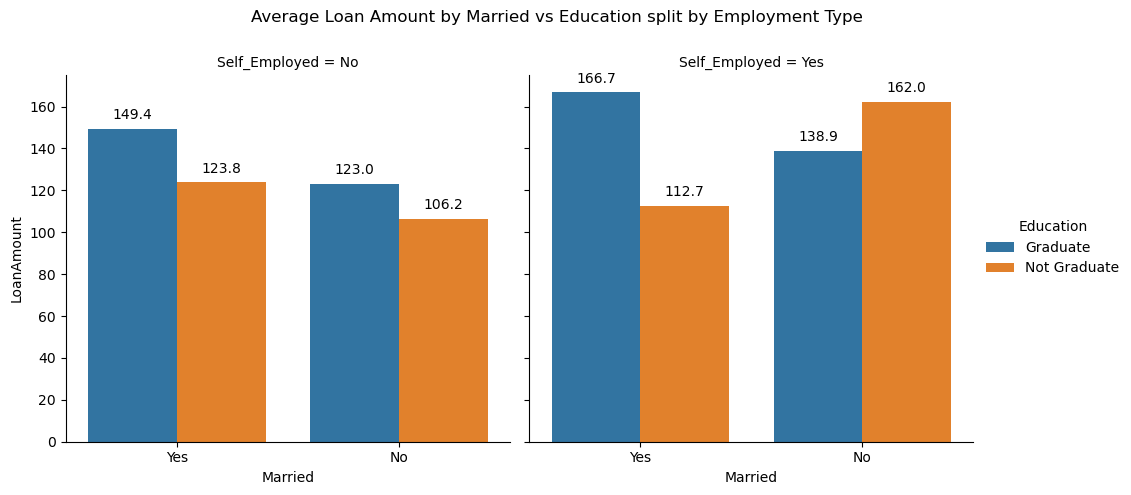 Average Loan Amount by Married vs Education split by Employment Type
Self_Employed = No
149.4
123.8
123.0
106.2
160
140
120
100
80
60
40
20
0
LoanAmount
Yes
No
Married
Self_Employed = Yes
166.7
112.7
138.9
162.0
Yes
No
Married
Education
Graduate
Not Graduate